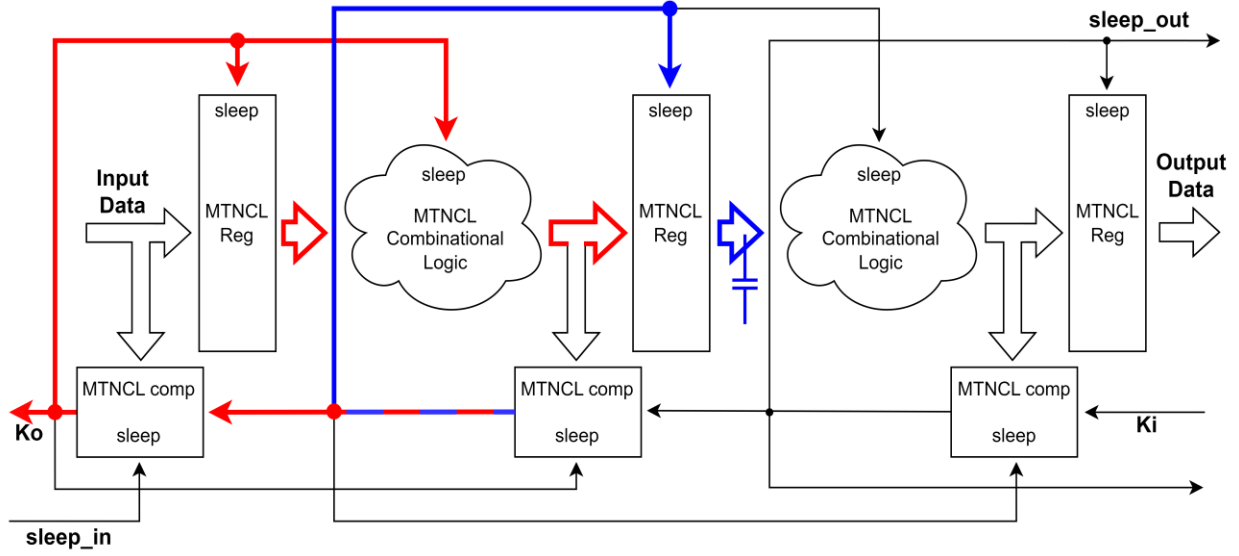 sleep_out
sleep
sleep
sleep
Input
Data
MTNCL
Reg
sleep
MTNCL
Combinational
Logic
MTNCL
Reg
sleep
MTNCL
Combinational
Logic
MTNCL
Reg
Output
Data
MTNCL comp
sleep
MTNCL comp
sleep
MTNCL comp
sleep
Ko
Ki
sleep_in